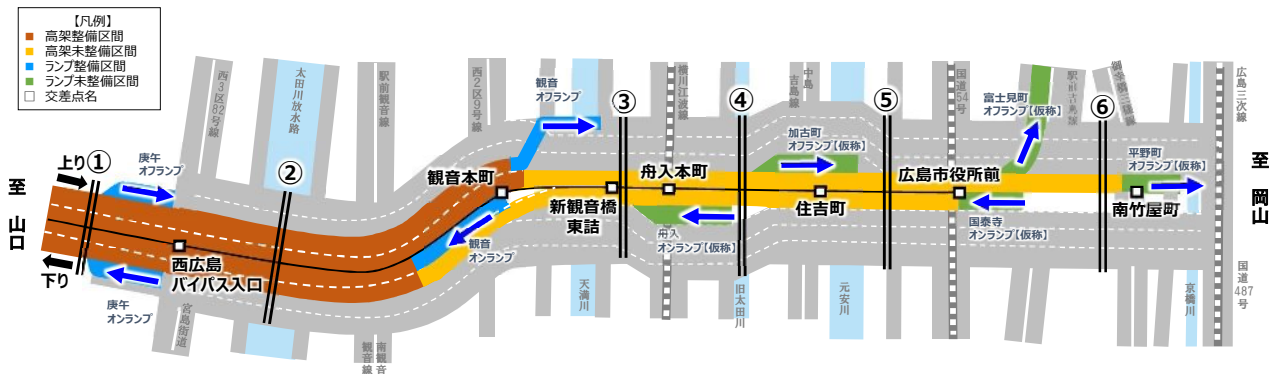 【凡例】
高架整備区間
高架未整備区間
ランプ整備区間
ランプ未整備区間
交差点名
西3区82号線
太田川放水路
駅前観音線
西2区9号線
観音
オフランプ
③
横川江波線
④
中島
吉島線
⑤
国道54号
富士見町
オフランプ【仮称】
駅前吉島線
⑥
御幸橋三篠線
広島三次線
上り
①
庚午
オフランプ
②
観音本町
舟入本町
加古町
オフランプ【仮称】
広島市役所前
平野町
オフランプ【仮称】
至 山口
至 岡山
新観音橋
東詰
住吉町
南竹屋町
下り
西広島
バイパス入口
観音
オンランプ
舟入
オンランプ【仮称】
国泰寺
オンランプ【仮称】
庚午
オンランプ
宮島街道
観音線
南観音
天満川
旧太田川
元安川
京橋川
国道487号